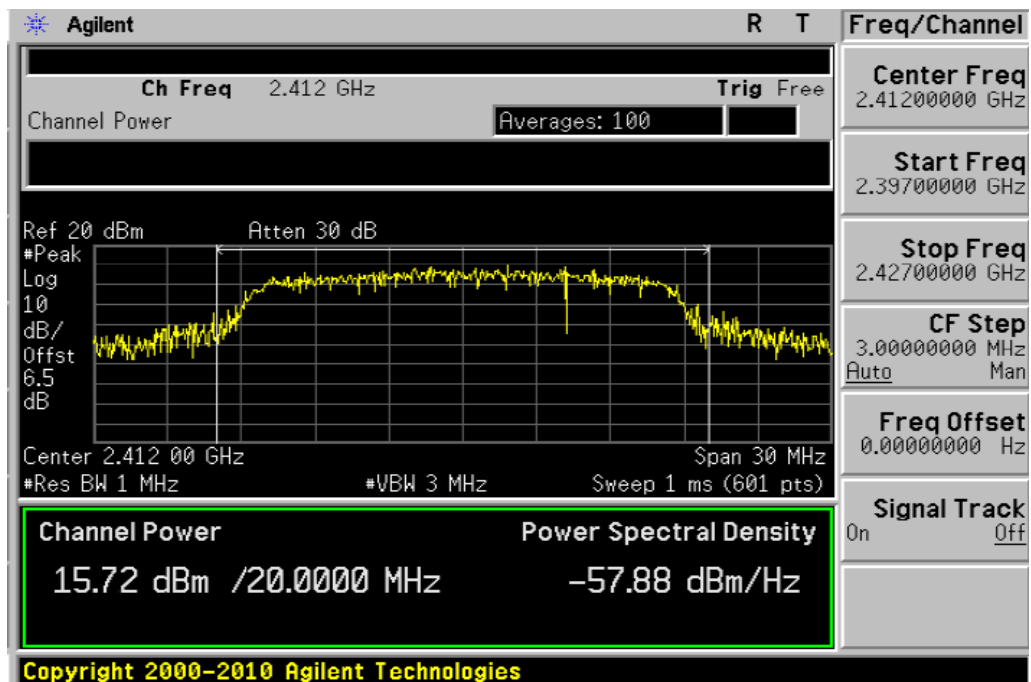 Agilent R T Freq/Channel
Ch Freq 2.412 GHz Trig Free
Channel Power Averages: 100
Center Freq
2.41200000 GHz
Start Freq
2.39700000 GHz
Stop Freq
2.42700000 GHz
CF Step
3.00000000 MHz
Auto Man
Freq Offset
0.00000000 Hz
Signal Track
On Off
Ref 20 dBm Atten 30 dB
#Peak
Log
10
dB/
Offst
6.5
dB
Center 2.412 00 GHz Span 30 MHz
#Res BW 1 MHz #VBW 3 MHz Sweep 1 ms (601 pts)
Channel Power Power Spectral Density
15.72 dBm /20.0000 MHz -57.88 dBm/Hz
Copyright 2000-2010 Agilent Technologies